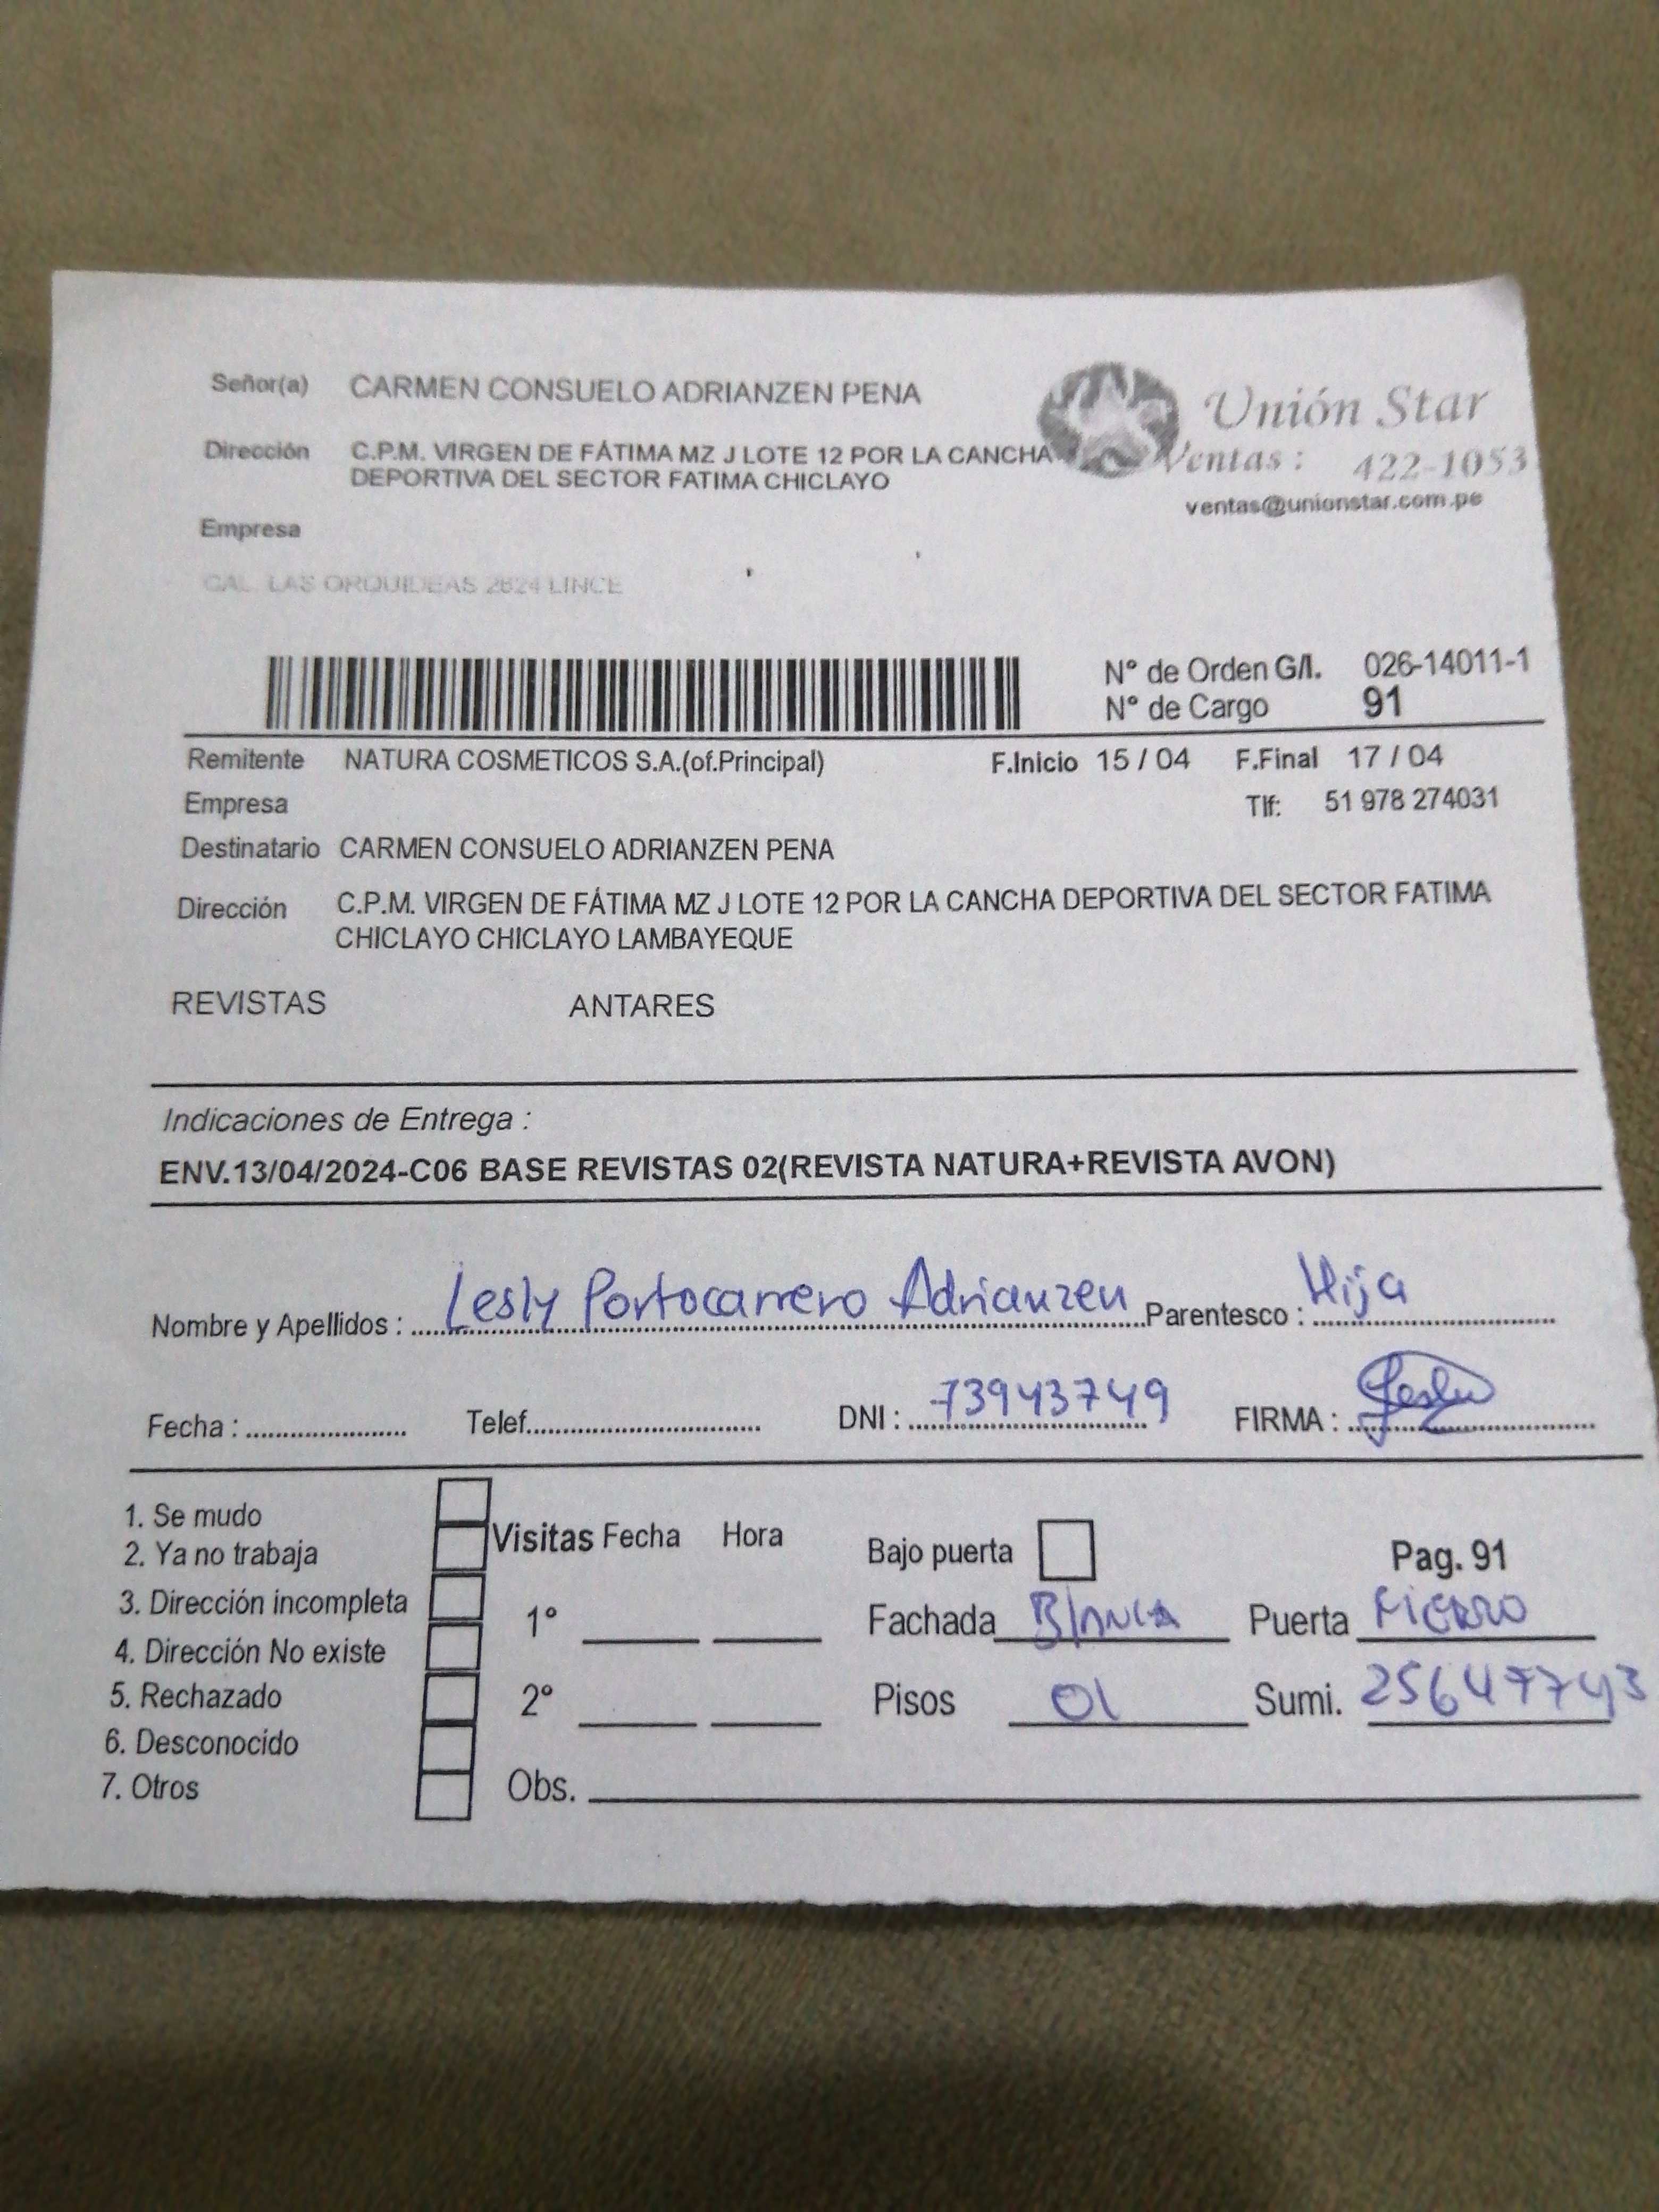 Señor(a) CARMEN CONSUELO ADRIANZEN PENA
Unión Star
Dirección C.P.M. VIRGEN DE FÁTIMA MZ J LOTE 12 POR LA CANCHA
DEPORTIVA DEL SECTOR FATIMA CHICLAYO
Ventas : 422-1053
ventas@unionstar.com.pe
Empresa
CAL. LAS ORQUIDEAS 2624 LINCE
N° de Orden G/I. 026-14011-1
N° de Cargo 91
Remitente NATURA COSMETICOS S.A.(of.Principal) F.Inicio 15 / 04 F.Final 17 / 04
Empresa Tlf: 51 978 274031
Destinatario CARMEN CONSUELO ADRIANZEN PENA
Dirección C.P.M. VIRGEN DE FÁTIMA MZ J LOTE 12 POR LA CANCHA DEPORTIVA DEL SECTOR FATIMA
CHICLAYO CHICLAYO LAMBAYEQUE
REVISTAS ANTARES
Indicaciones de Entrega :
ENV.13/04/2024-C06 BASE REVISTAS 02(REVISTA NATURA+REVISTA AVON)
Nombre y Apellidos : Lesly Portocarrero Adrianzen Parentesco : Hija
Fecha : Telef. DNI : 73943749 FIRMA : Lesly
1. Se mudo
2. Ya no trabaja
3. Dirección incompleta
4. Dirección No existe
5. Rechazado
6. Desconocido
7. Otros
Visitas Fecha Hora
1°
2°
Obs.
Bajo puerta Pag. 91
Fachada Blanca Puerta Fierro
Pisos 01 Sumi. 25647743